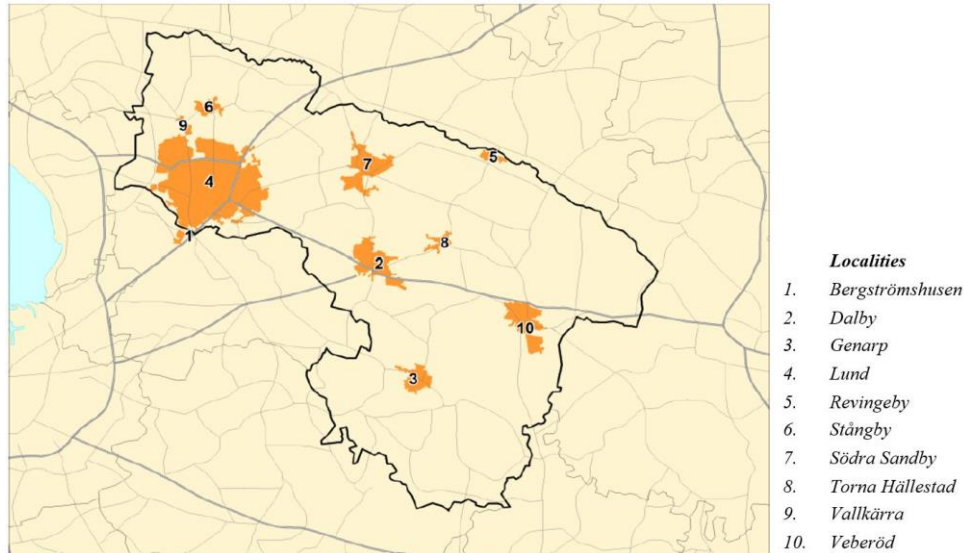 6
9
7
5
4
1
8
2
10
3
Localities
1. Bergströmshusen
2. Dalby
3. Genarp
4. Lund
5. Revingeby
6. Stångby
7. Södra Sandby
8. Torna Hällestad
9. Vallkärra
10. Veberöd